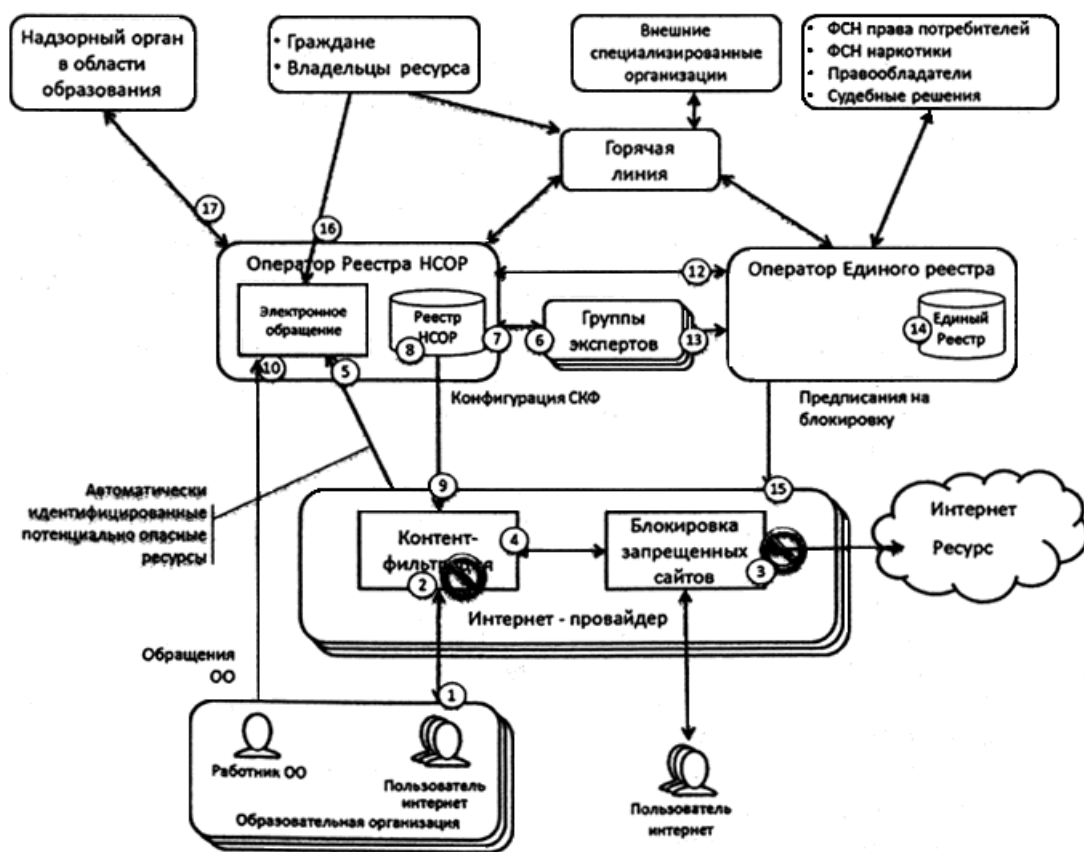 Надзорный орган
в области
образования
• Граждане
• Владельцы ресурса
Внешние
специализированные
организации
• ФСН права потребителей
• ФСН наркотики
• Правообладатели
• Судебные решения
Горячая
линия
17
16
Оператор Реестра НСОР
Электронное
обращение
Реестр
НСОР
8
7
10
5
12
6
Группы
экспертов
13
Оператор Единого реестра
14
Единый
Реестр
Конфигурация СКФ
Предписания на
блокировку
Автоматически
идентифицированные
потенциально опасные
ресурсы
9
15
Контент-
фильтрация
4
2
Блокировка
запрещенных
сайтов
3
Интернет
Ресурс
Интернет - провайдер
Обращения
ОО
1
Работник ОО
Пользователь
интернет
Образовательная организация
Пользователь
интернет